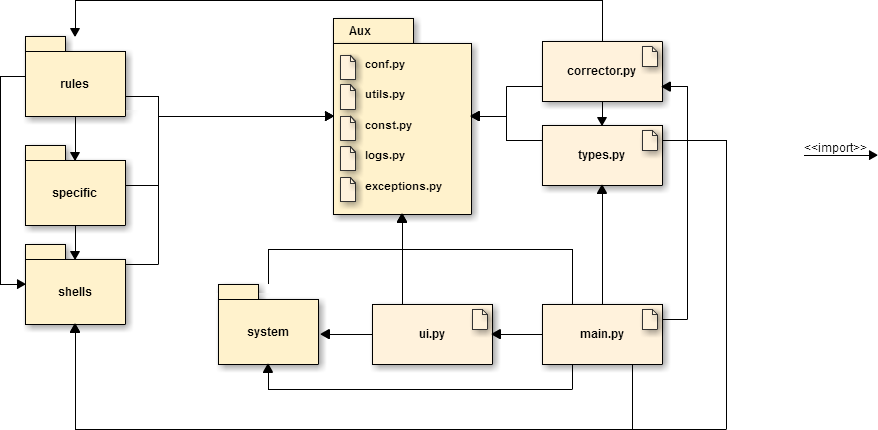 Aux
conf.py
utils.py
const.py
logs.py
exceptions.py
rules
specific
shells
corrector.py
types.py
<<import>>
system
ui.py
main.py